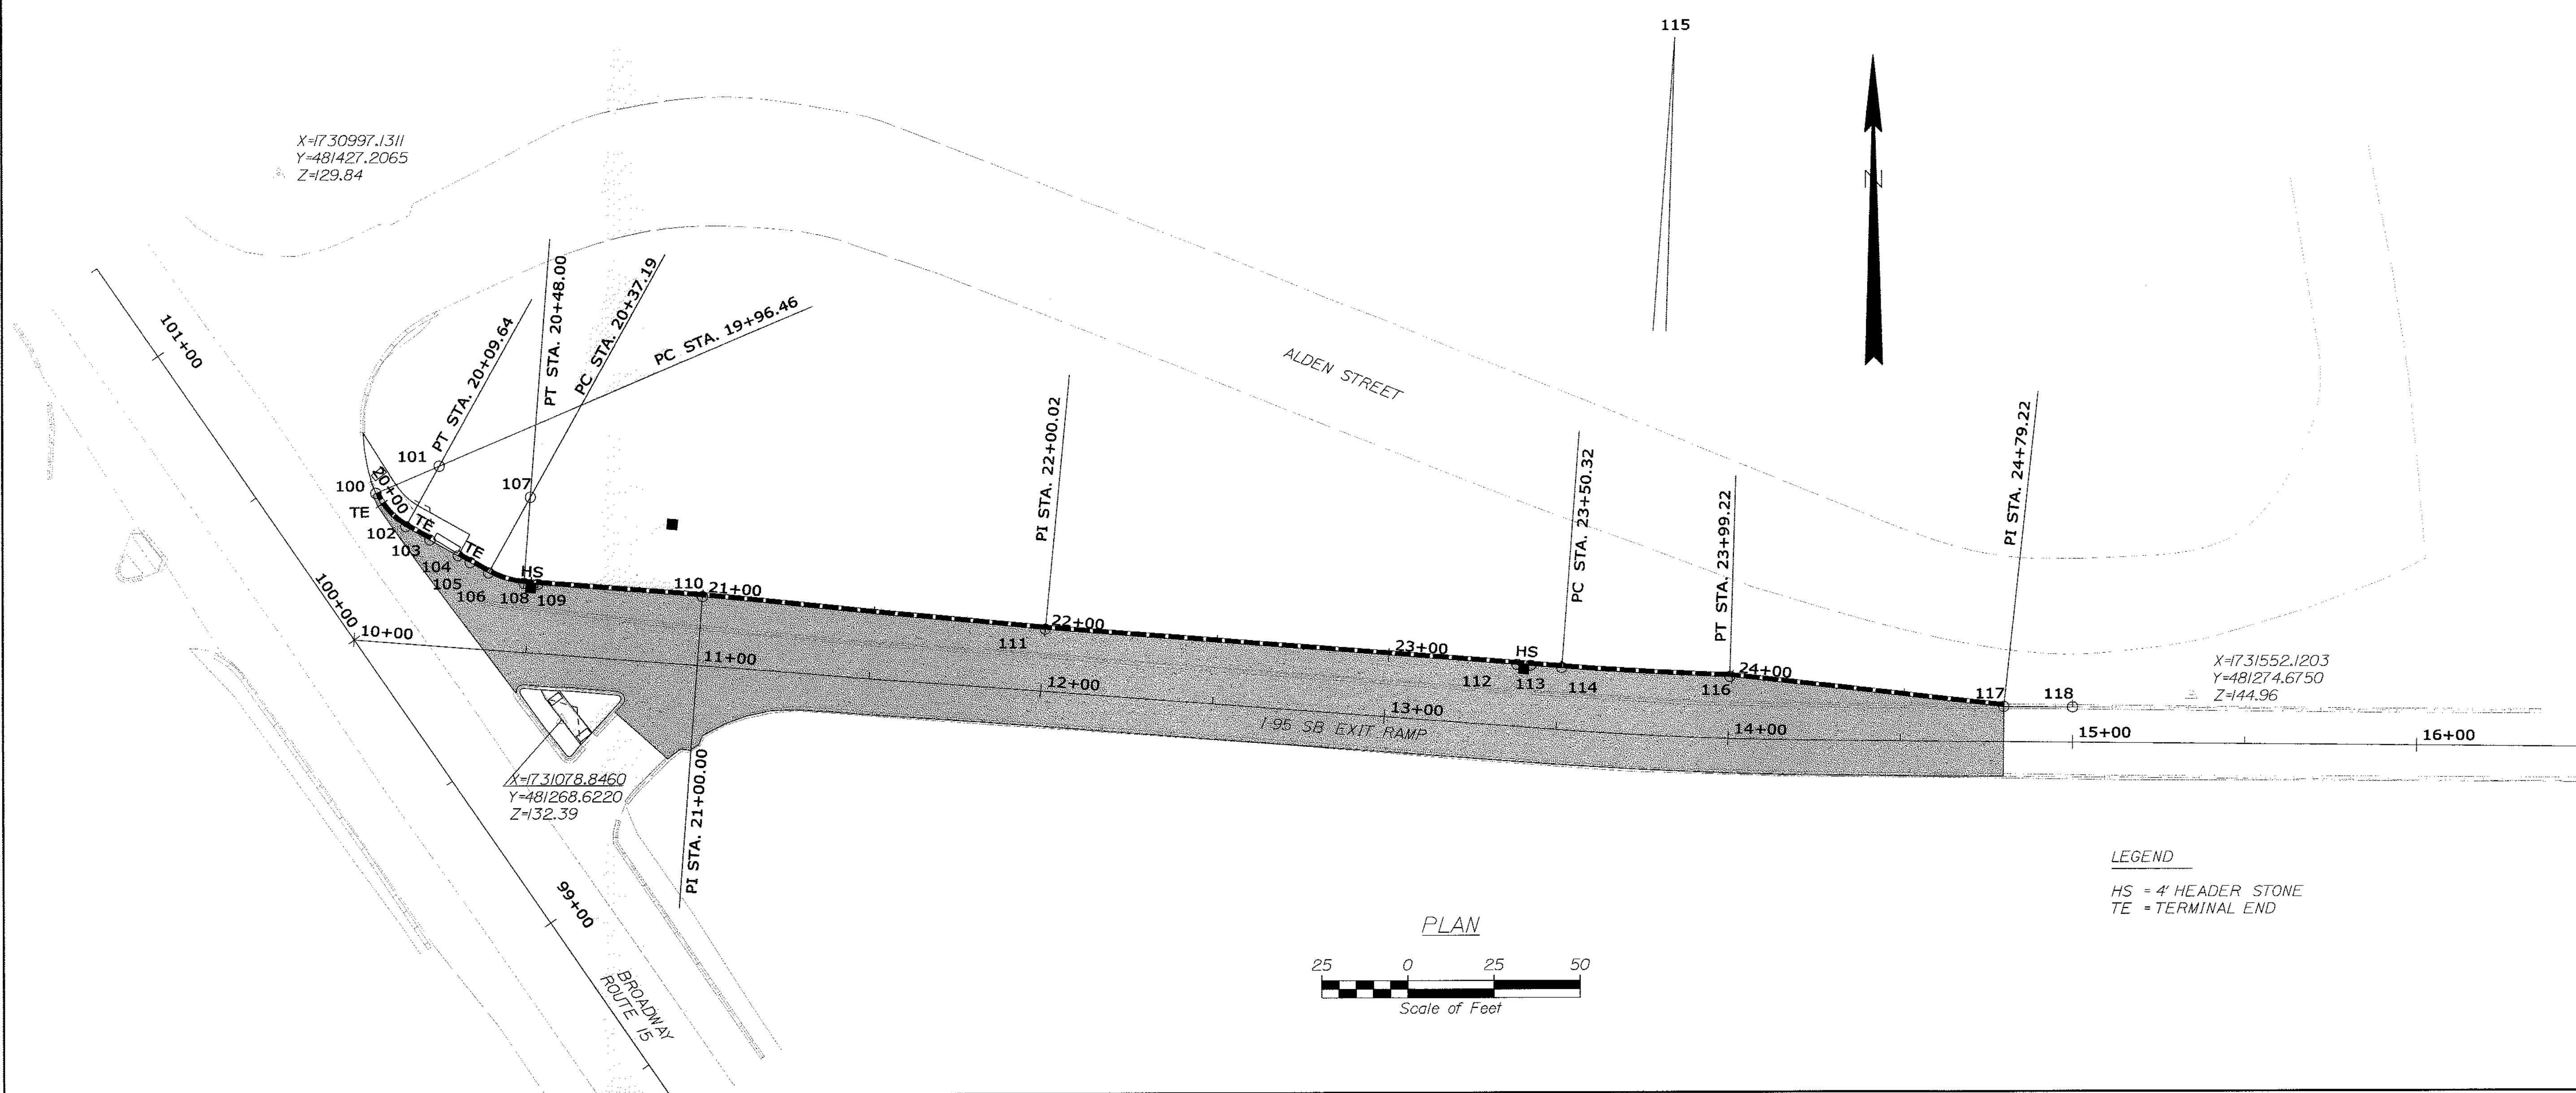 115
X=1730997.1311
Y=481427.2065
Z=129.84
N
101+00
PT STA. 20+09.64
PT STA. 20+48.00
PC STA. 20+37.19
PC STA. 19+96.46
ALDEN STREET
PI STA. 22+00.02
PC STA. 23+50.32
PT STA. 23+99.22
PI STA. 24+79.22
101
100
20+00
TE
102
TE
103
TE
104
105
106
107
HS
108
109
110
21+00
111
22+00
23+00
HS
112
113
114
24+00
116
117
118
X=1731552.1203
Y=481274.6750
Z=144.96
100+00
10+00
11+00
12+00
13+00
14+00
15+00
16+00
I-95 SB EXIT RAMP
X=1731078.8460
Y=481268.6220
Z=132.39
PI STA. 21+00.00
99+00
BROADWAY
ROUTE 15
LEGEND
HS = 4' HEADER STONE
TE = TERMINAL END
PLAN
25 0 25 50
Scale of Feet